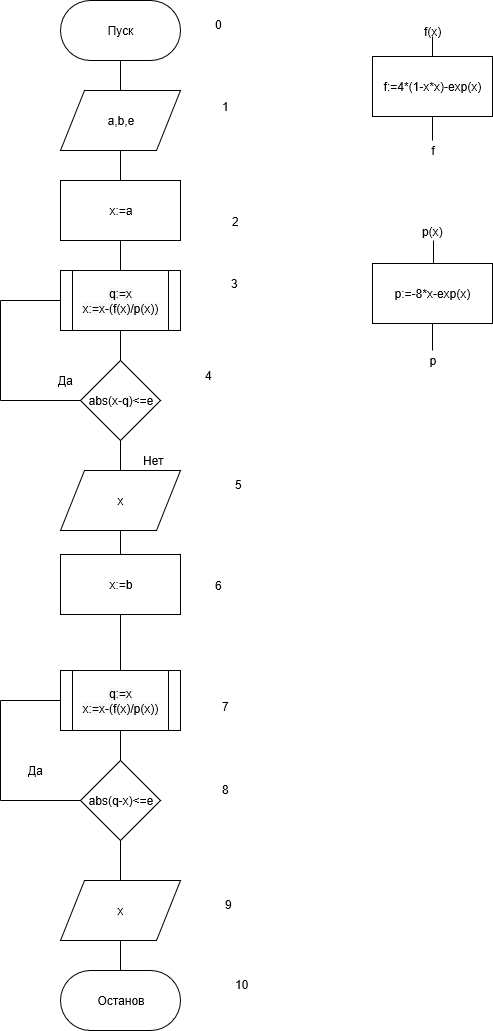 Пуск
0
a,b,e
1
x:=a
2
q:=x
x:=x-(f(x)/p(x))
3
Да
abs(x-q)<=e
4
Нет
x
5
x:=b
6
q:=x
x:=x-(f(x)/p(x))
7
Да
abs(q-x)<=e
8
x
9
Останов
10
f(x)
f:=4*(1-x*x)-exp(x)
f
p(x)
p:=-8*x-exp(x)
p